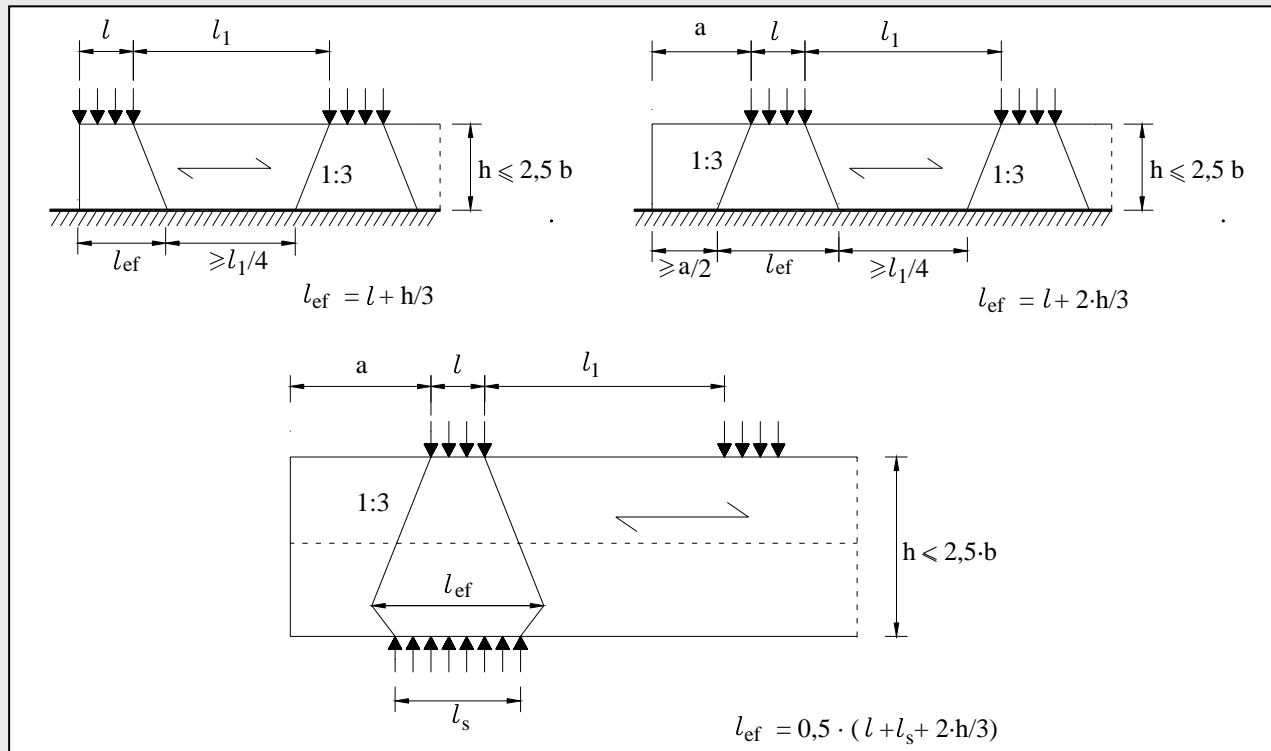 l
l1
1:3
h ⩽ 2,5 b
lef
⩾l1/4
lef = l + h/3
a
l
l1
1:3
1:3
h ⩽ 2,5 b
⩾a/2
lef
⩾l1/4
lef = l + 2·h/3
a
l
l1
1:3
h ⩽ 2,5·b
lef
ls
lef = 0,5 · ( l +ls + 2·h/3)